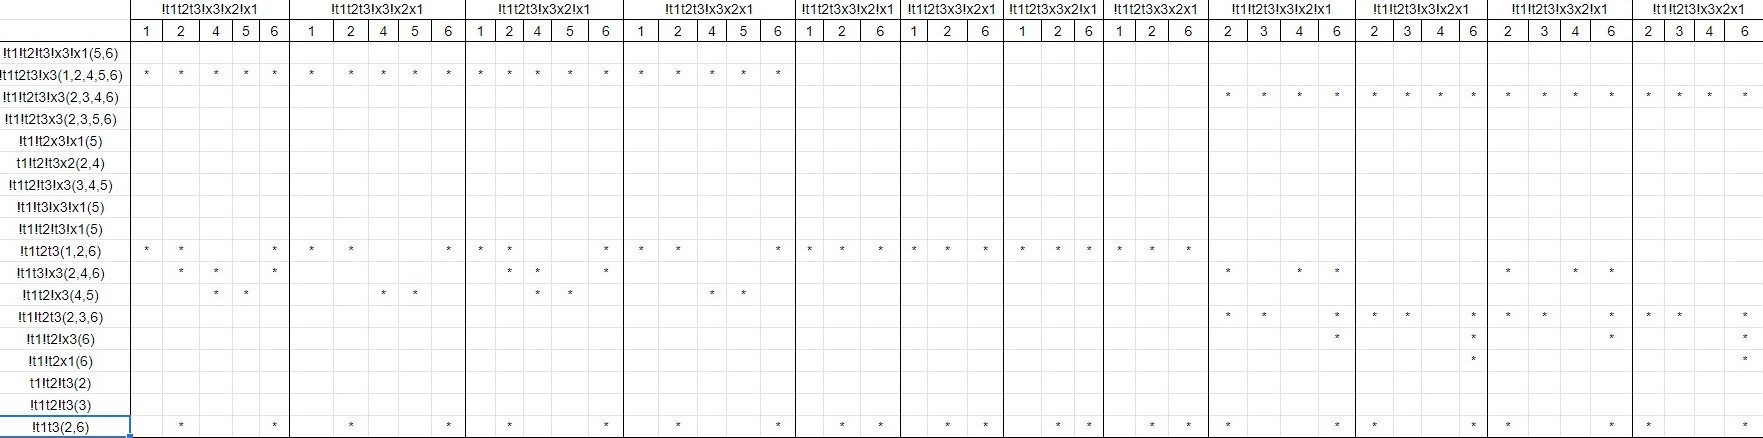 !t1t2t3!x3!x2!x1 !t1t2t3!x3!x2x1 !t1t2t3!x3x2!x1 !t1t2t3!x3x2x1 !t1t2t3x3!x2!x1 !t1t2t3x3!x2x1 !t1t2t3x3x2!x1 !t1t2t3x3x2x1 !t1!t2t3!x3!x2!x1 !t1!t2t3!x3!x2x1 !t1!t2t3!x3x2!x1 !t1!t2t3!x3x2x1
1 2 4 5 6 1 2 4 5 6 1 2 4 5 6 1 2 4 5 6 1 2 6 1 2 6 1 2 6 1 2 6 2 3 4 6 2 3 4 6 2 3 4 6 2 3 4 6
!t1!t2!t3!x3!x1(5,6)
!t1t2t3!x3(1,2,4,5,6) * * * * * * * * * * * * * * * * * * * *
!t1!t2t3!x3(2,3,4,6) * * * * * * * * * * * * * * * *
!t1!t2t3x3(2,3,5,6)
!t1!t2x3!x1(5)
t1!t2!t3x2(2,4)
!t1t2!t3!x3(3,4,5)
!t1!t3!x3!x1(5)
!t1!t2!t3!x1(5)
!t1t2t3(1,2,6) * * * * * * * * * * * * * * * * * * * * * * * *
!t1t3!x3(2,4,6) * * * * * * * * * * * *
!t1t2!x3(4,5) * * * * * * * *
!t1!t2t3(2,3,6) * * * * * * * * * * * *
!t1!t2!x3(6) * * * *
!t1!t2x1(6) * *
t1!t2!t3(2)
!t1t2!t3(3)
!t1t3(2,6) * * * * * * * * * * * * * * * * * * * * * * * *